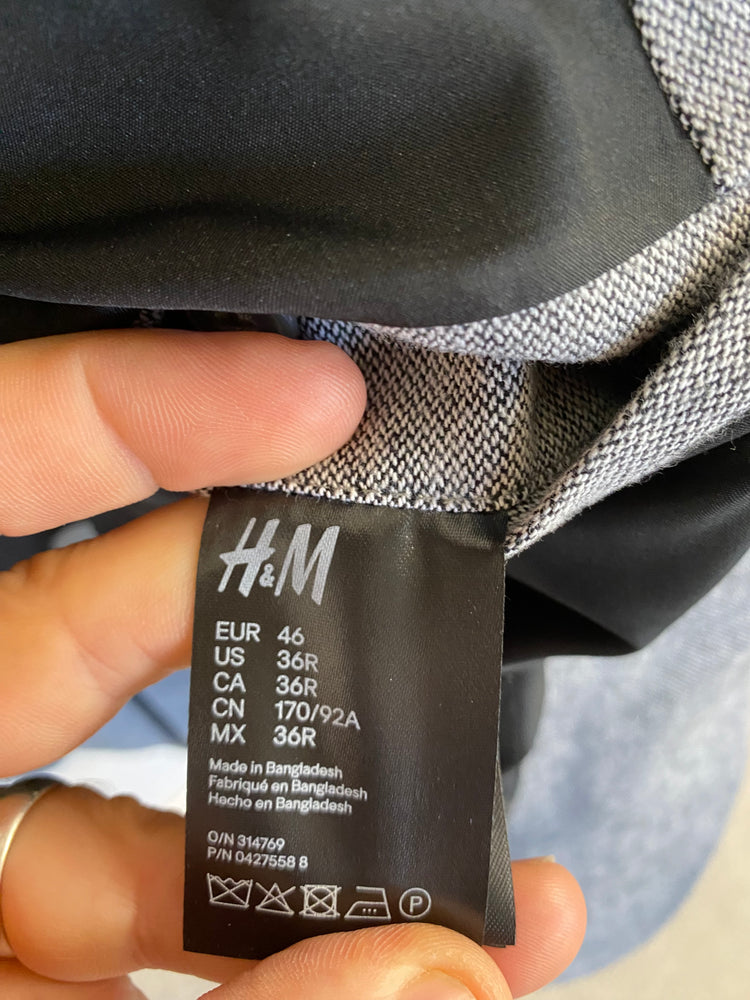 H&M
EUR 46
US 36R
CA 36R
CN 170/92A
MX 36R
Made in Bangladesh
Fabriqué en Bangladesh
Hecho en Bangladesh
O/N 314769
P/N 0427558 8
P